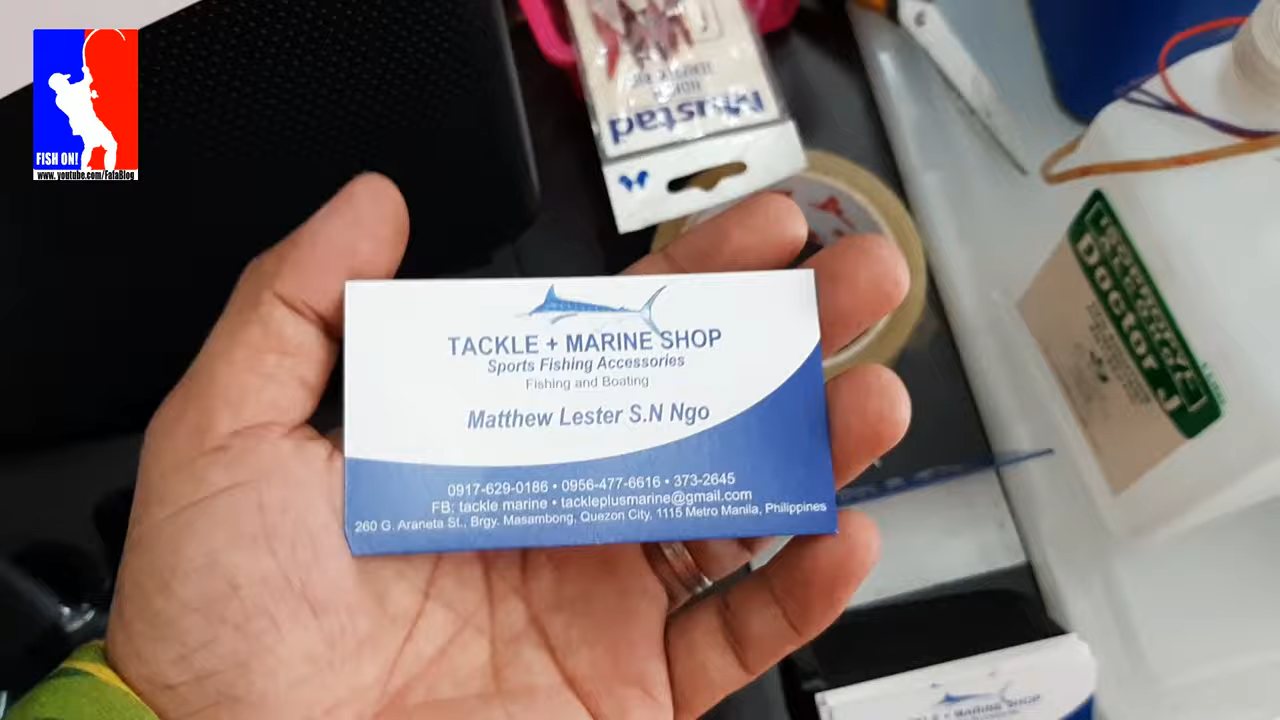 FISH ON!
www. youtube.com/FafaBlog
Mustad
Doctor J
TACKLE + MARINE SHOP
Sports Fishing Accessories
Fishing and Boating
Matthew Lester S.N Ngo
0917-629-0186 • 0956-477-6616 • 373-2645
FB: tackle marine • tackleplusmarine@gmail.com
260 G. Araneta St., Brgy. Masambong, Quezon City, 1115 Metro Manila, Philippines
TACKLE + MARINE SHOP